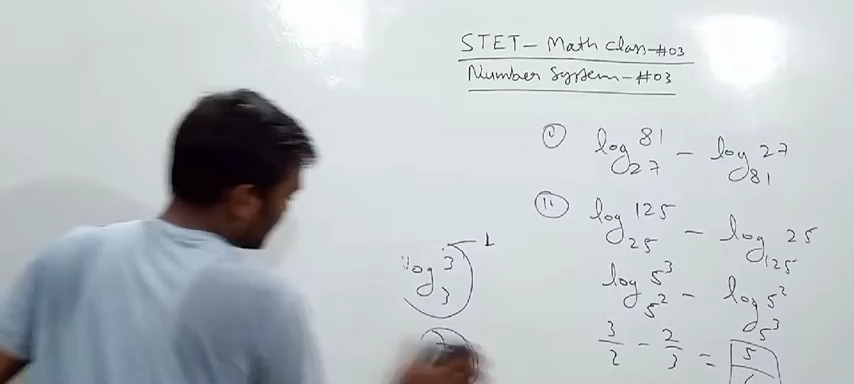 STET - Math class - #03
Number System - #03
(i) log₂₇ 81 - log₈₁ 27
(ii) log₂₅ 125 - log₁₂₅ 25
log₅² 5³ - log₅³ 5²
3/2 - 2/3 = 5
log₃ 3
1